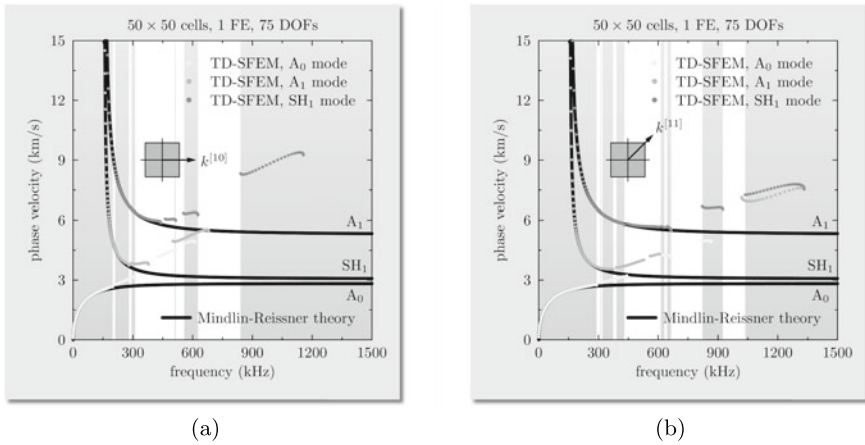 50 × 50 cells, 1 FE, 75 DOFs
15
12
9
6
3
0
phase velocity (km/s)
TD-SFEM, A₀ mode
TD-SFEM, A₁ mode
TD-SFEM, SH₁ mode
k[10]
A₁
SH₁
A₀
Mindlin-Reissner theory
0 300 600 900 1200 1500
frequency (kHz)
(a)
50 × 50 cells, 1 FE, 75 DOFs
15
12
9
6
3
0
phase velocity (km/s)
TD-SFEM, A₀ mode
TD-SFEM, A₁ mode
TD-SFEM, SH₁ mode
k[11]
A₁
SH₁
A₀
Mindlin-Reissner theory
0 300 600 900 1200 1500
frequency (kHz)
(b)